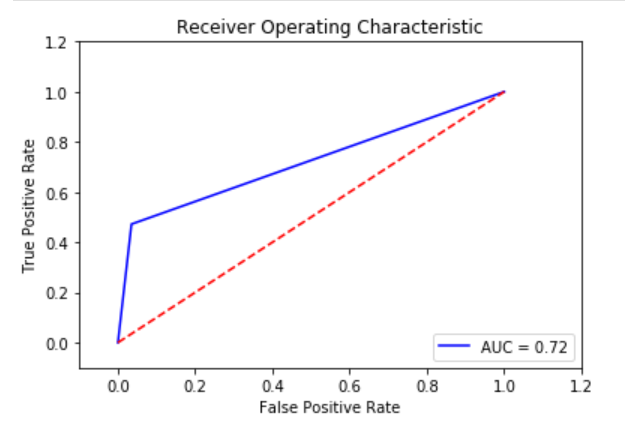 Receiver Operating Characteristic
1.2
1.0
0.8
0.6
0.4
0.2
0.0
True Positive Rate
AUC = 0.72
0.0 0.2 0.4 0.6 0.8 1.0 1.2
False Positive Rate